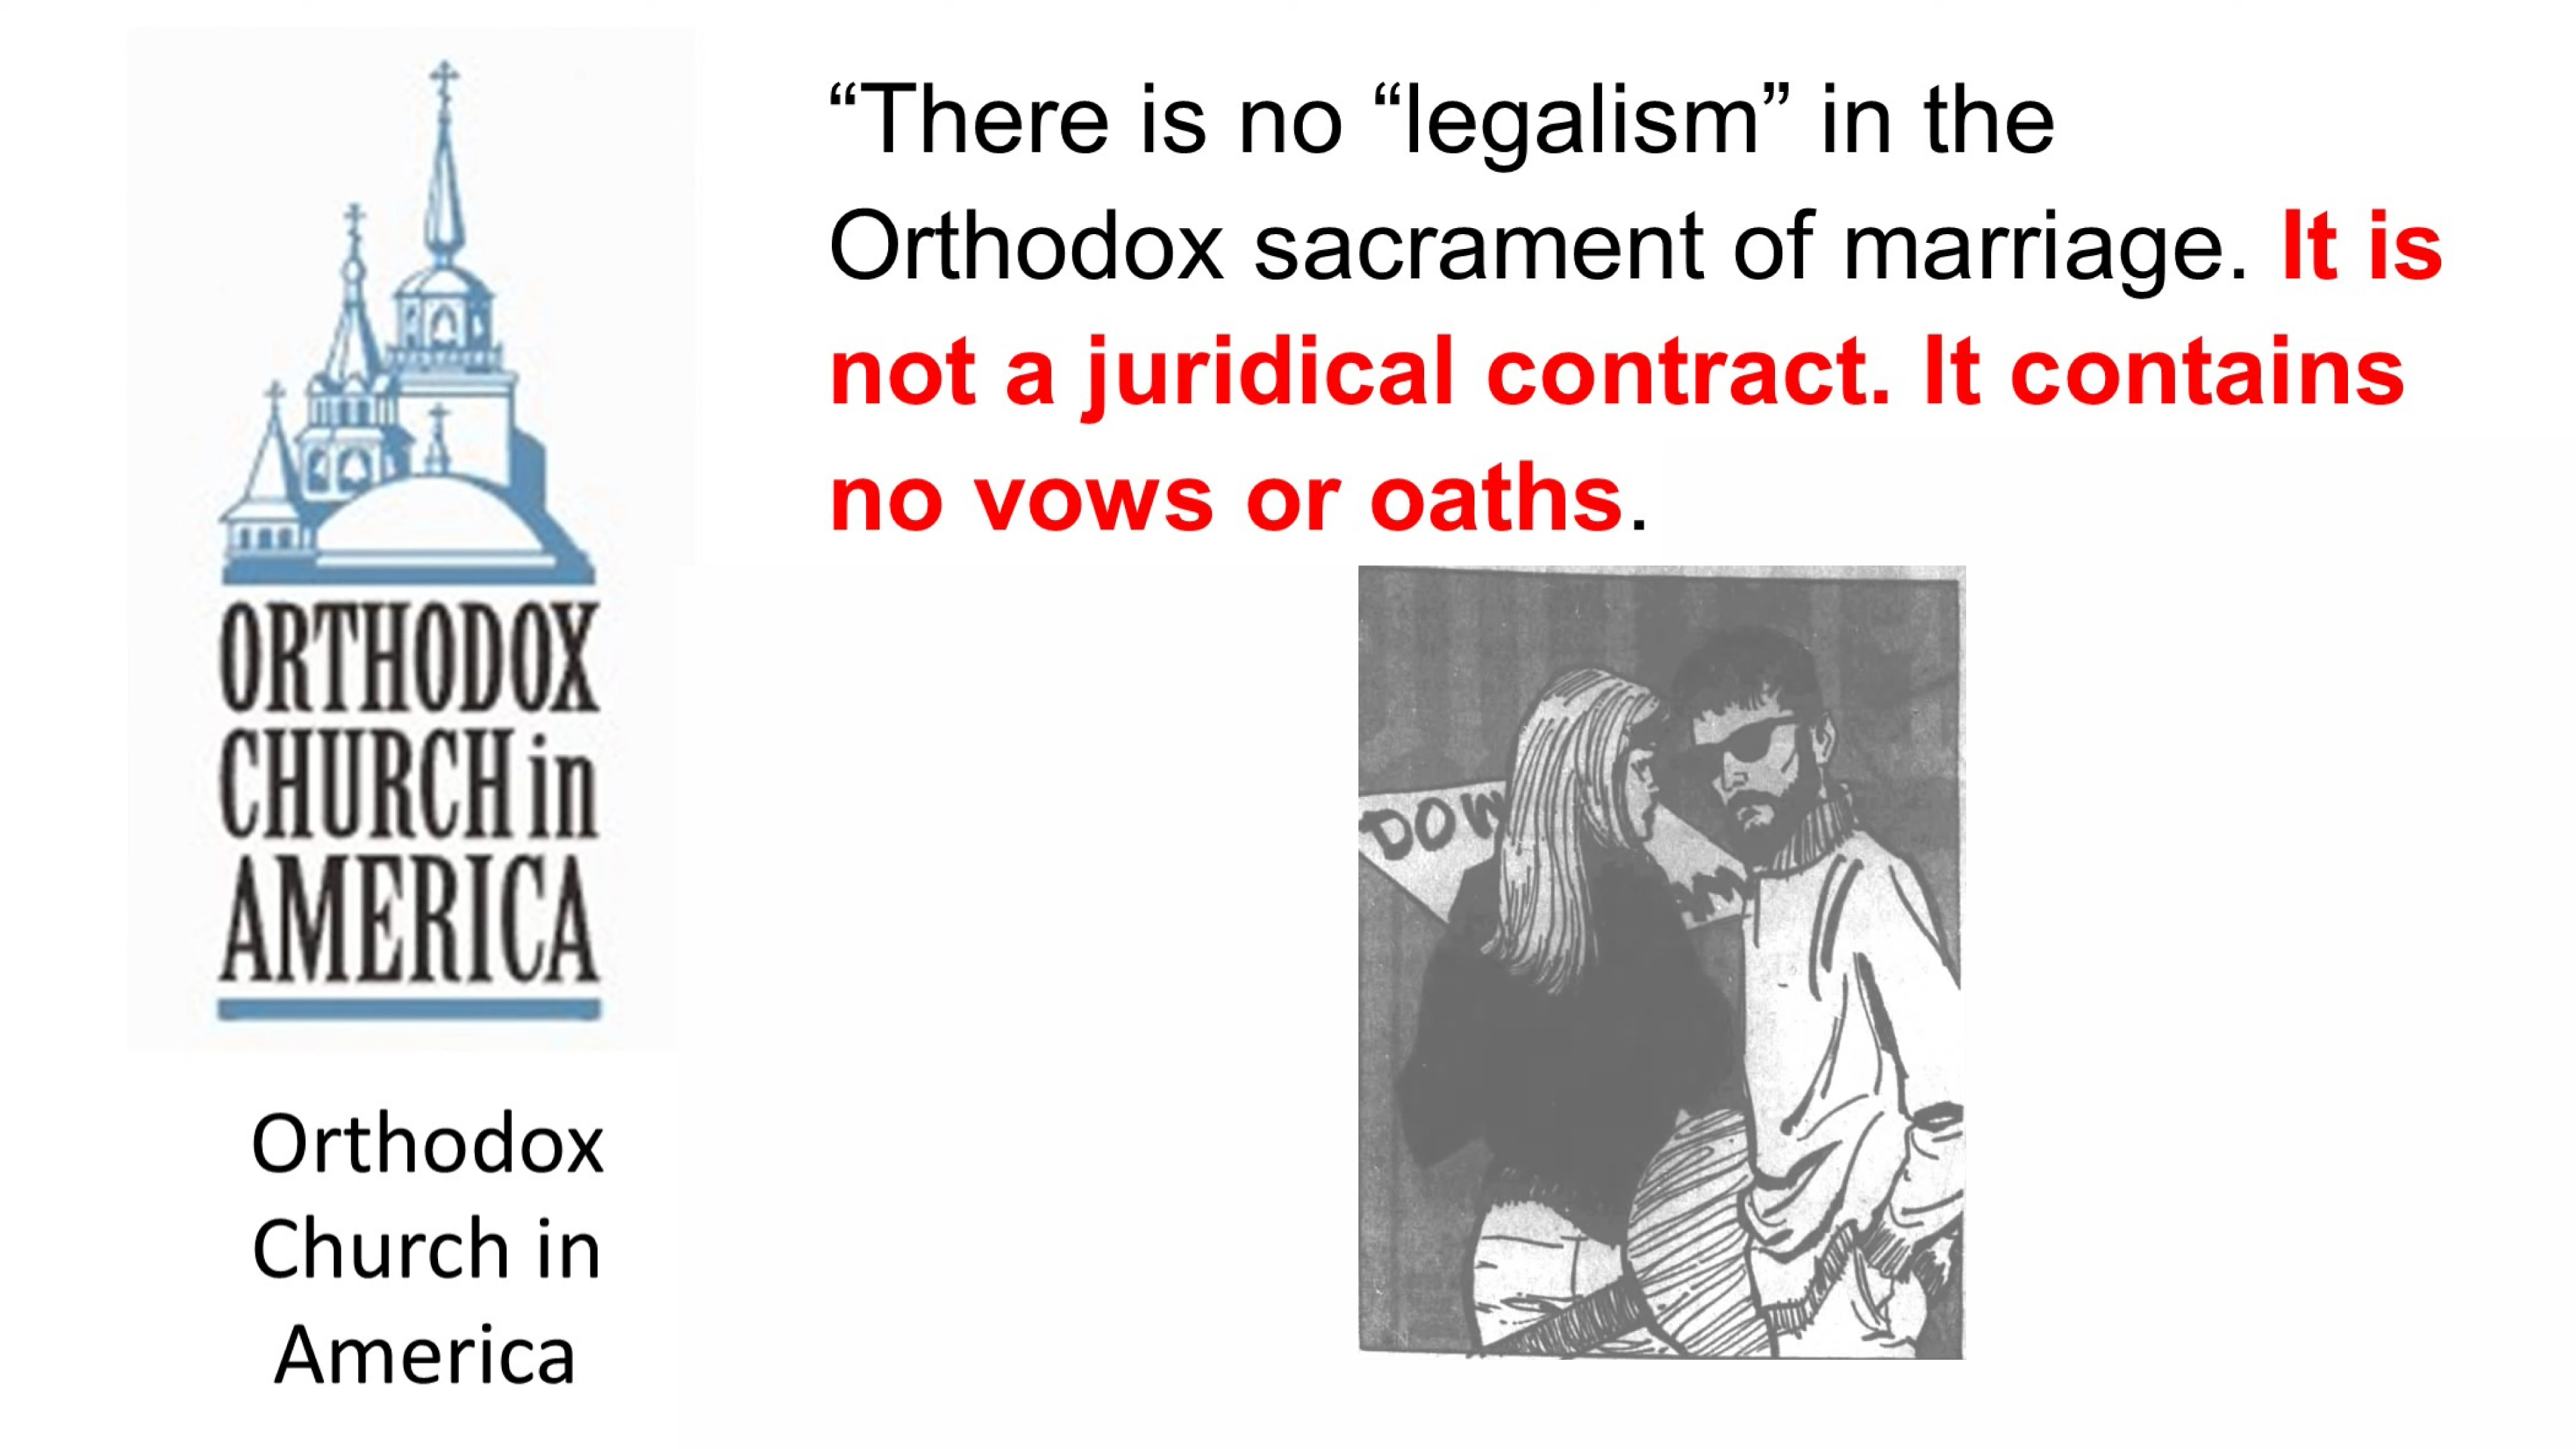 “There is no “legalism” in the
Orthodox sacrament of marriage. It is
not a juridical contract. It contains
no vows or oaths.
ORTHODOX
CHURCH in
AMERICA
Orthodox
Church in
America
DOW